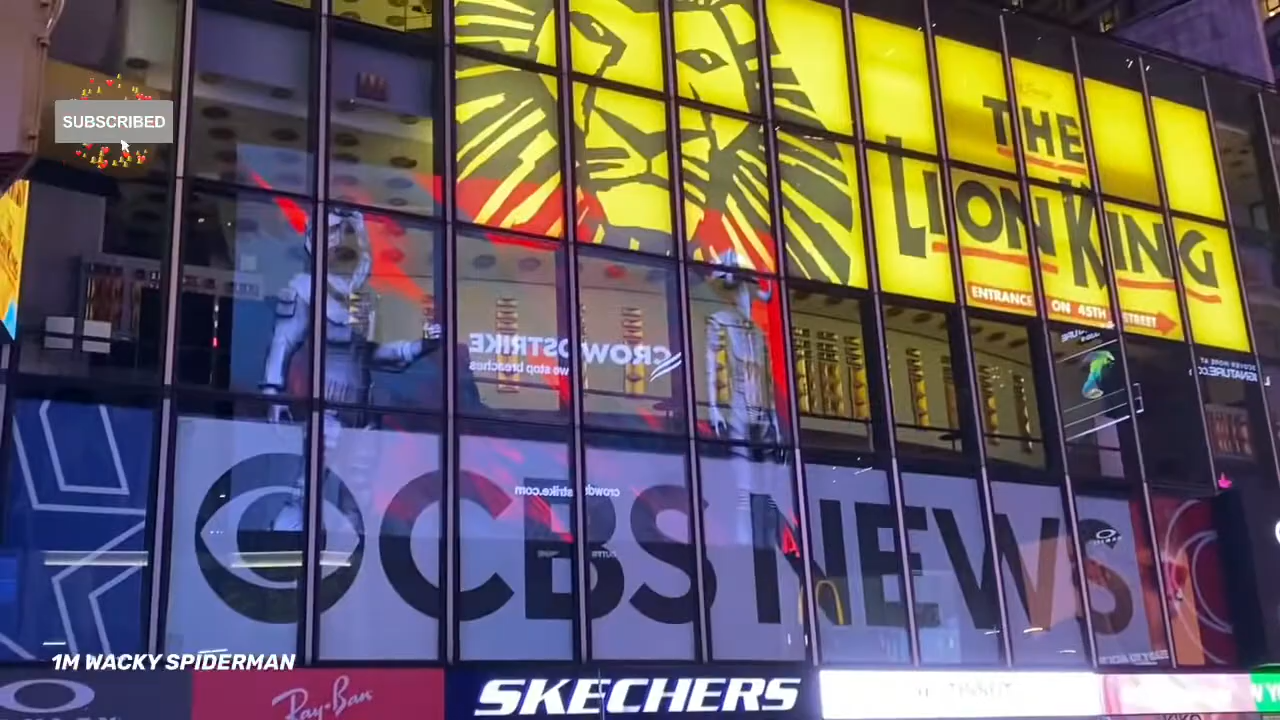 SUBSCRIBED
THE
LION KING
ENTRANCE ON 45TH STREET
CROWDSTRIKE
we stop breaches
crowdstrike.com
CBS NEWS
1M WACKY SPIDERMAN
Ray-Ban
SKECHERS
TISSOT